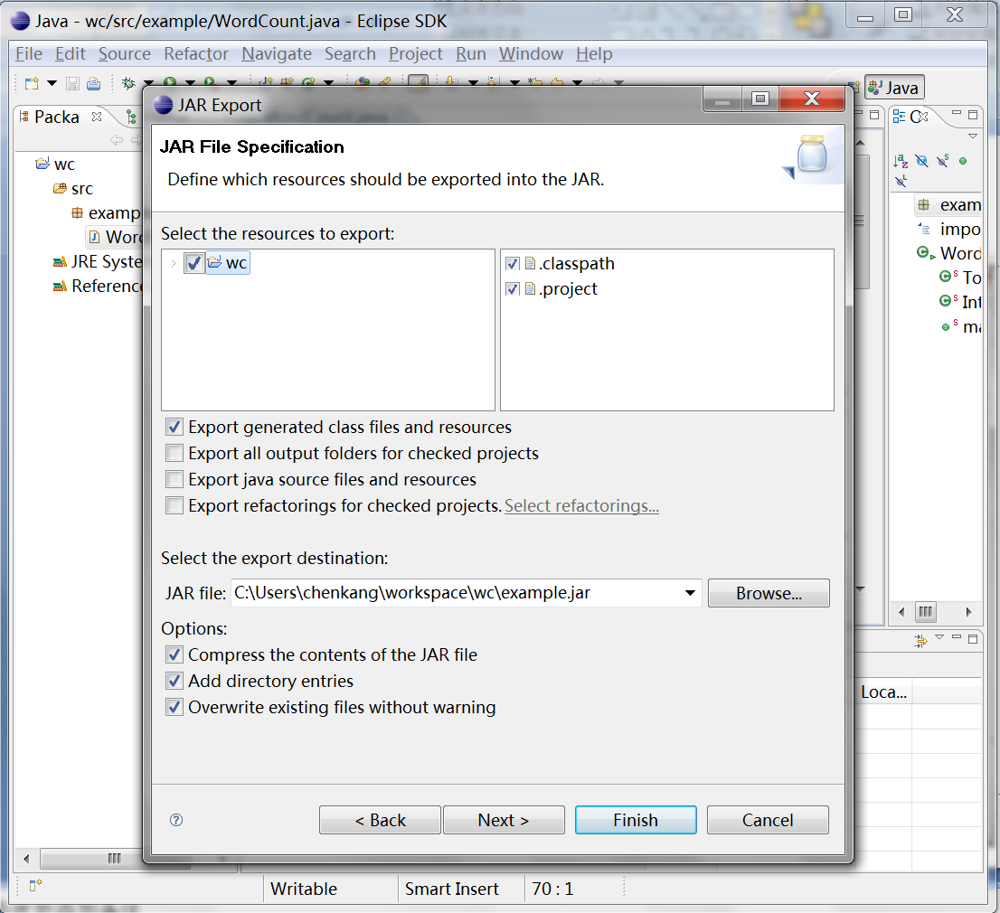 Java - wc/src/example/WordCount.java - Eclipse SDK
File Edit Source Refactor Navigate Search Project Run Window Help
Java
Packa
JAR Export
JAR File Specification
Define which resources should be exported into the JAR.
wc
src
examp
Word
JRE Syste
Reference
Select the resources to export:
wc
.classpath
.project
Export generated class files and resources
Export all output folders for checked projects
Export java source files and resources
Export refactorings for checked projects. Select refactorings...
Select the export destination:
JAR file: C:\Users\chenkang\workspace\wc\example.jar Browse...
Options:
Compress the contents of the JAR file
Add directory entries
Overwrite existing files without warning
< Back Next > Finish Cancel
exam
impo
Word
To
Int
ma
Loca...
Writable Smart Insert 70 : 1